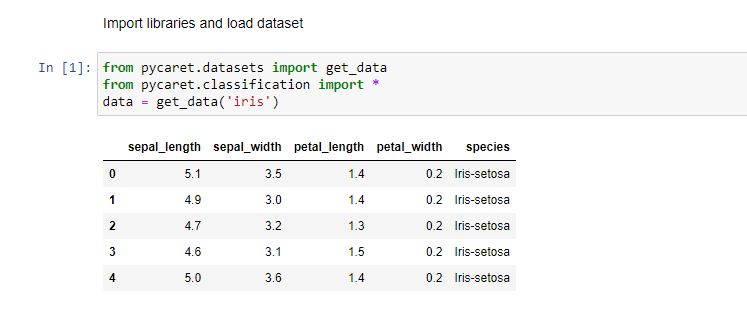 Import libraries and load dataset
In [1]: from pycaret.datasets import get_data
from pycaret.classification import *
data = get_data('iris')
sepal_length sepal_width petal_length petal_width species
0 5.1 3.5 1.4 0.2 Iris-setosa
1 4.9 3.0 1.4 0.2 Iris-setosa
2 4.7 3.2 1.3 0.2 Iris-setosa
3 4.6 3.1 1.5 0.2 Iris-setosa
4 5.0 3.6 1.4 0.2 Iris-setosa